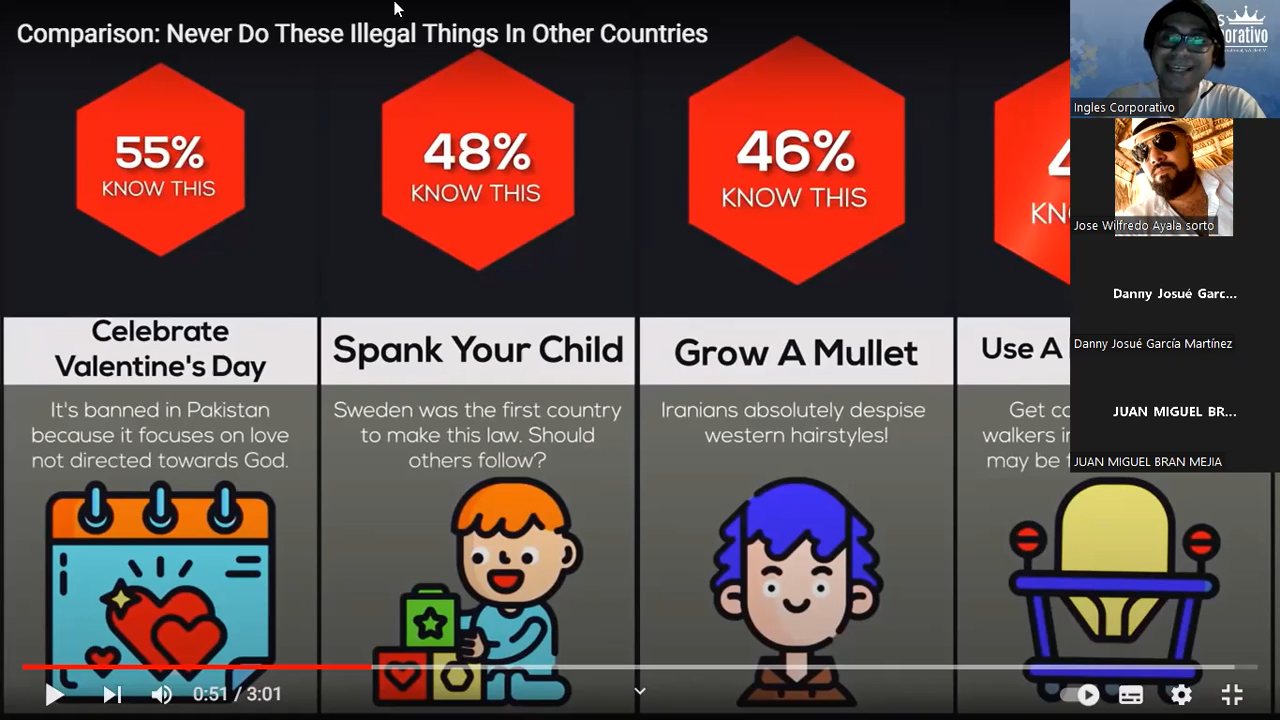 Comparison: Never Do These Illegal Things In Other Countries
55%
KNOW THIS
48%
KNOW THIS
46%
KNOW THIS
4
KN
Celebrate
Valentine's Day
It's banned in Pakistan
because it focuses on love
not directed towards God.
Spank Your Child
Sweden was the first country
to make this law. Should
others follow?
Grow A Mullet
Iranians absolutely despise
western hairstyles!
Use A
Get co
walkers in
may be f
Ingles Corporativo
Jose Wilfredo Ayala sorto
Danny Josué Garc...
Danny Josué García Martínez
JUAN MIGUEL BR...
JUAN MIGUEL BRAN MEJIA
0:51 / 3:01